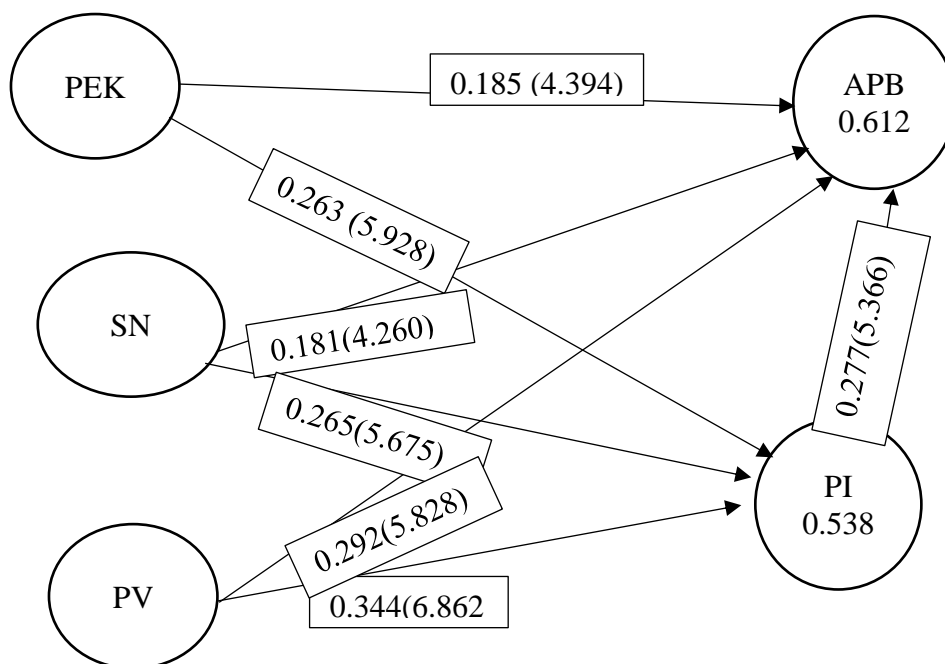 PEK
0.185 (4.394)
APB
0.612
0.263 (5.928)
SN
0.181(4.260)
0.277(5.366)
0.265(5.675)
PI
0.538
0.292(5.828)
PV
0.344(6.862